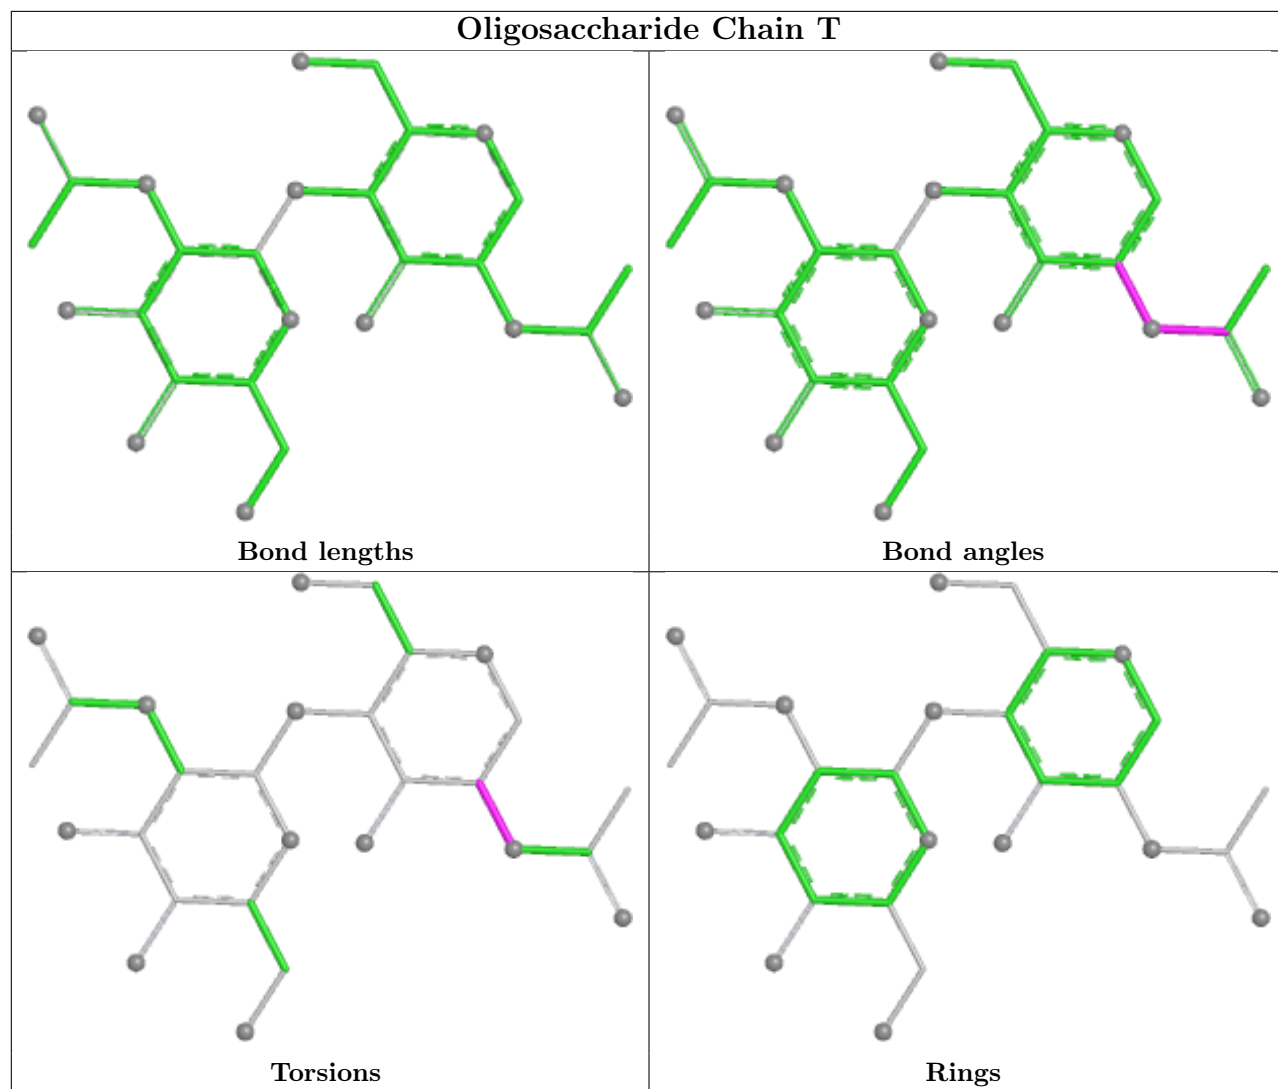 Oligosaccharide Chain T
Bond lengths
Bond angles
Torsions
Rings